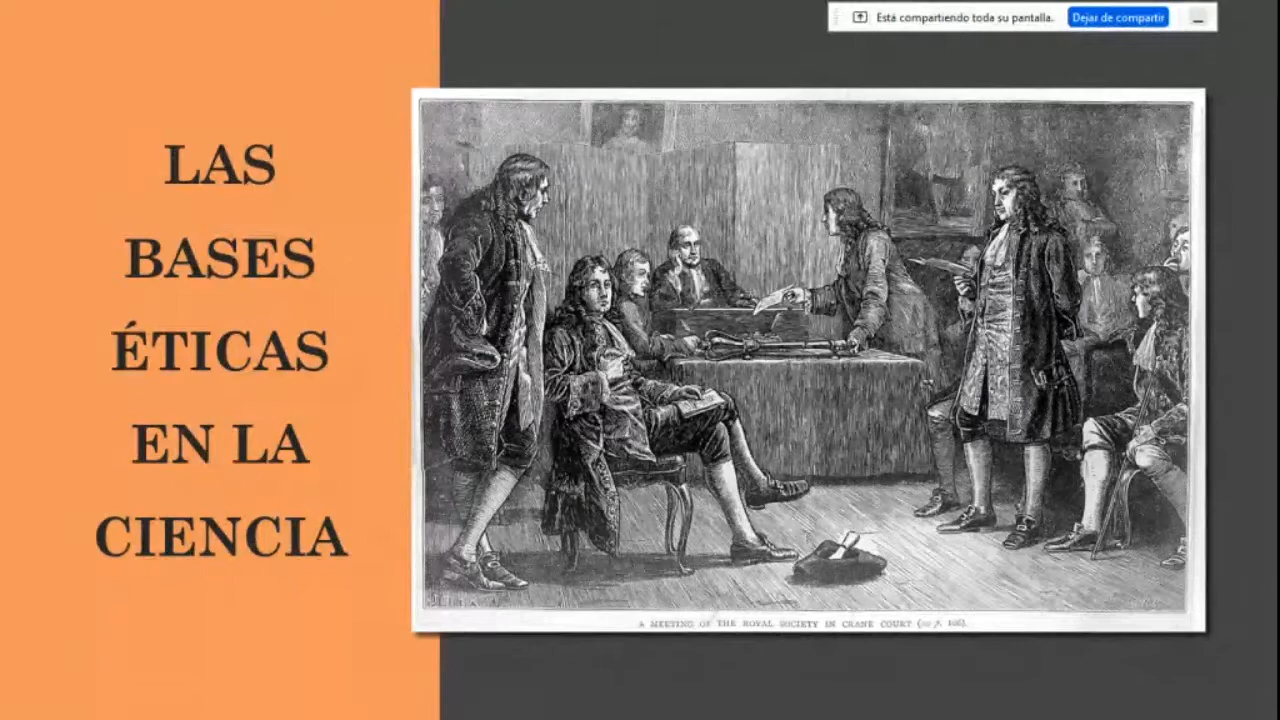 Está compartiendo toda su pantalla. Dejar de compartir
LAS
BASES
ÉTICAS
EN LA
CIENCIA
A MEETING OF THE ROYAL SOCIETY IN CRANE COURT